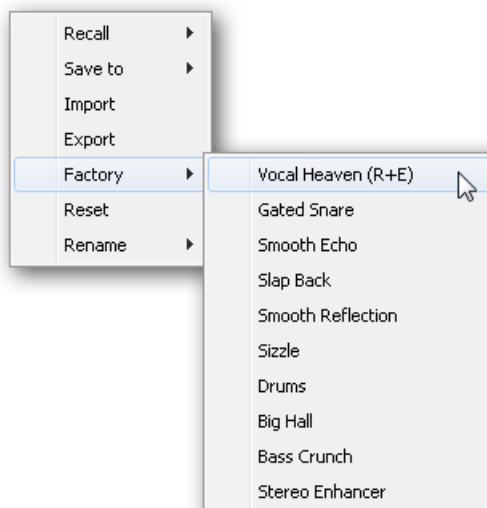 Recall
Save to
Import
Export
Factory
Reset
Rename
Vocal Heaven (R+E)
Gated Snare
Smooth Echo
Slap Back
Smooth Reflection
Sizzle
Drums
Big Hall
Bass Crunch
Stereo Enhancer